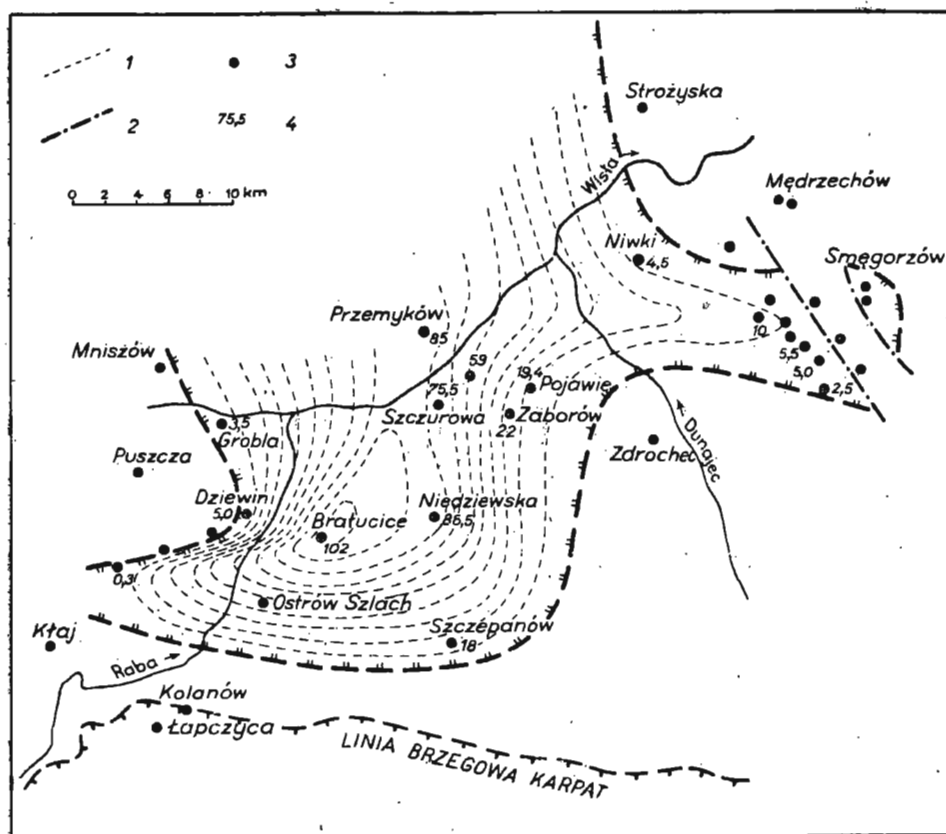 1
3
2
75,5
4
0 2 4 6 8 10 km
Strożyska
Wisła
Mędrzechów
Niwki
4,5
Smęgorzów
Przemyków
85
Mniszów
59
10
5,5
5,0
2,5
19,4
Pojawie
75,5
Szczurowa
Zaborów
22
3,5
Grobla
Puszcza
Zdrochec
Dunajec
Dziewin
5,0
Niedziewska
86,5
Bratucice
102
0,3
Ostrów Szlach
Szczepanów
18
Kłaj
Raba
Kolanów
Łapczyca
LINIA BRZEGOWA KARPAT